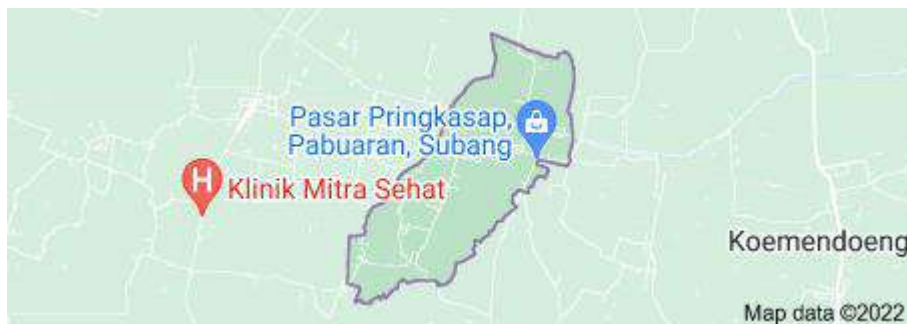 Pasar Pringkasap,
Pabuaran, Subang
H
Klinik Mitra Sehat
Koemendoeng
Map data ©2022